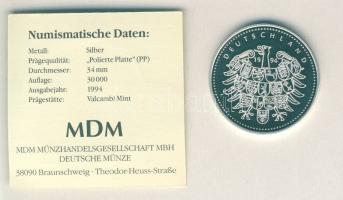 Numismatische Daten:
Metall: Silber
Prägequalität: „Polierte Platte“ (PP)
Durchmesser: 34 mm
Auflage: 30 000
Ausgabejahr: 1994
Prägestätte: Valcambi Mint
MDM
MDM MÜNZHANDELSGESELLSCHAFT MBH
DEUTSCHE MÜNZE
38090 Braunschweig · Theodor-Heuss-Straße
DEUTSCHLAND
19 94